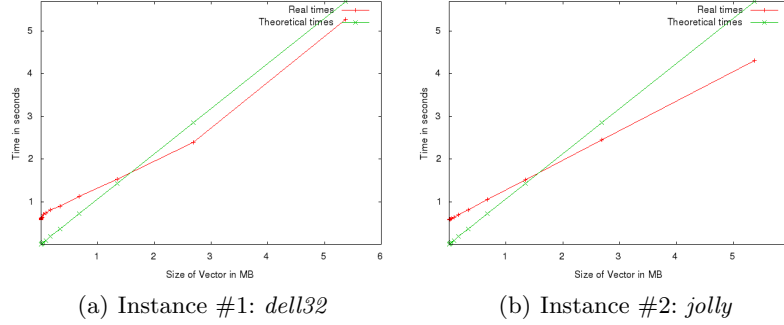 Real times
Theoretical times
5
4
3
2
1
Time in seconds
1
2
3
4
5
6
Size of Vector in MB
(a) Instance #1: dell32
Real times
Theoretical times
5
4
3
2
1
Time in seconds
1
2
3
4
5
Size of Vector in MB
(b) Instance #2: jolly